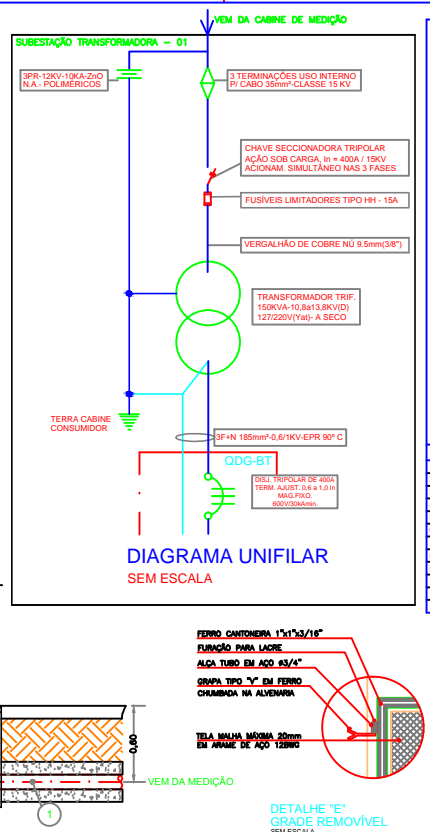 VEM DA CABINE DE MEDIÇÃO
SUBESTAÇÃO TRANSFORMADORA - 01
3PR-12KV-10KA-ZnO
N.A.- POLIMÉRICOS
3 TERMINAÇÕES USO INTERNO
P/ CABO 35mm²-CLASSE 15 KV
CHAVE SECCIONADORA TRIPOLAR
AÇÃO SOB CARGA, In = 400A / 15KV
ACIONAM. SIMULTÂNEO NAS 3 FASES
FUSÍVEIS LIMITADORES TIPO HH - 15A
VERGALHÃO DE COBRE NÚ 9.5mm(3/8")
TRANSFORMADOR TRIF.
150KVA-10,8a13,8KV(D)
127/220V(Yat)- A SECO
TERRA CABINE
CONSUMIDOR
3F+N 185mm²-0,6/1KV-EPR 90º C
QDG-BT
DISJ. TRIPOLAR DE 400A
TERM. AJUST. 0,6 a 1,0 In
MAG.FIXO.
600V/30kAmin.
DIAGRAMA UNIFILAR
SEM ESCALA
FERRO CANTONEIRA 1"x1"x3/16"
FURAÇÃO PARA LACRE
ALÇA TUBO EM AÇO ø3/4"
GRAPA TIPO "V" EM FERRO
CHUMBADA NA ALVENARIA
TELA MALHA MÁXIMA 20mm
EM ARAME DE AÇO 12BWG
0,60
VEM DA MEDIÇÃO
1
DETALHE "E"
GRADE REMOVÍVEL
SEM ESCALA